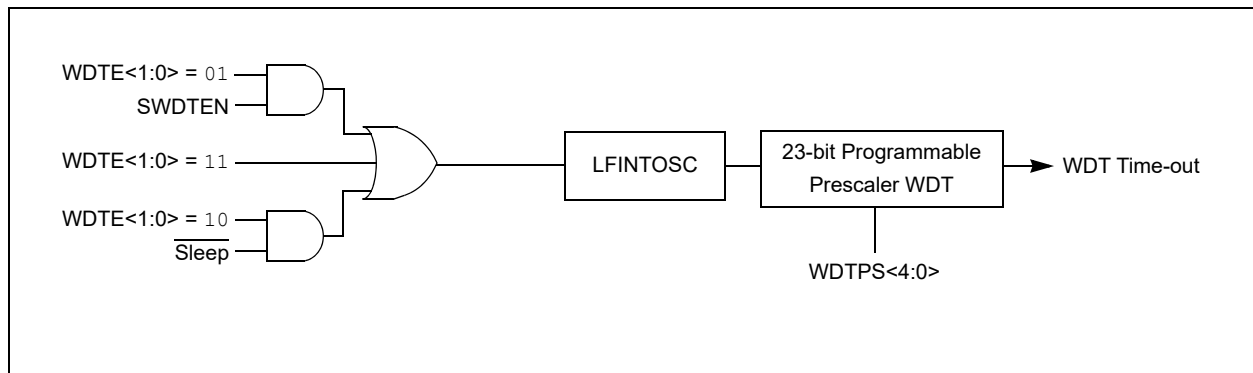 WDTE<1:0> = 01
SWDTEN
WDTE<1:0> = 11
WDTE<1:0> = 10
Sleep
LFINTOSC
23-bit Programmable
Prescaler WDT
WDT Time-out
WDTPS<4:0>